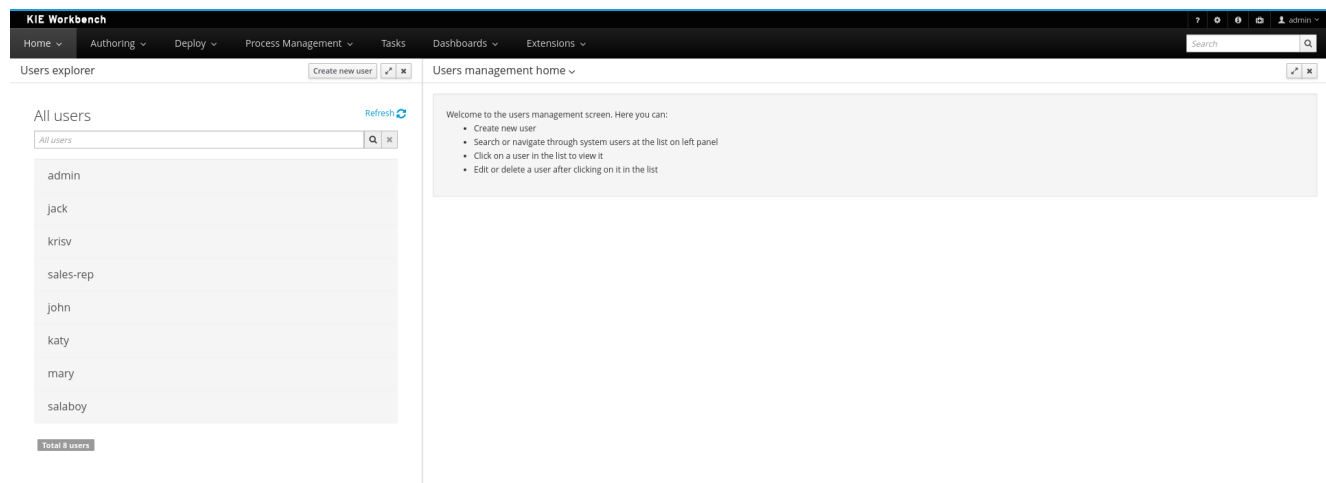 KIE Workbench
? admin
Home Authoring Deploy Process Management Tasks Dashboards Extensions Search
Users explorer Create new user
Users management home
All users Refresh
All users
admin
jack
krisv
sales-rep
john
katy
mary
salaboy
Total 8 users
Welcome to the users management screen. Here you can:
• Create new user
• Search or navigate through system users at the list on left panel
• Click on a user in the list to view it
• Edit or delete a user after clicking on it in the list